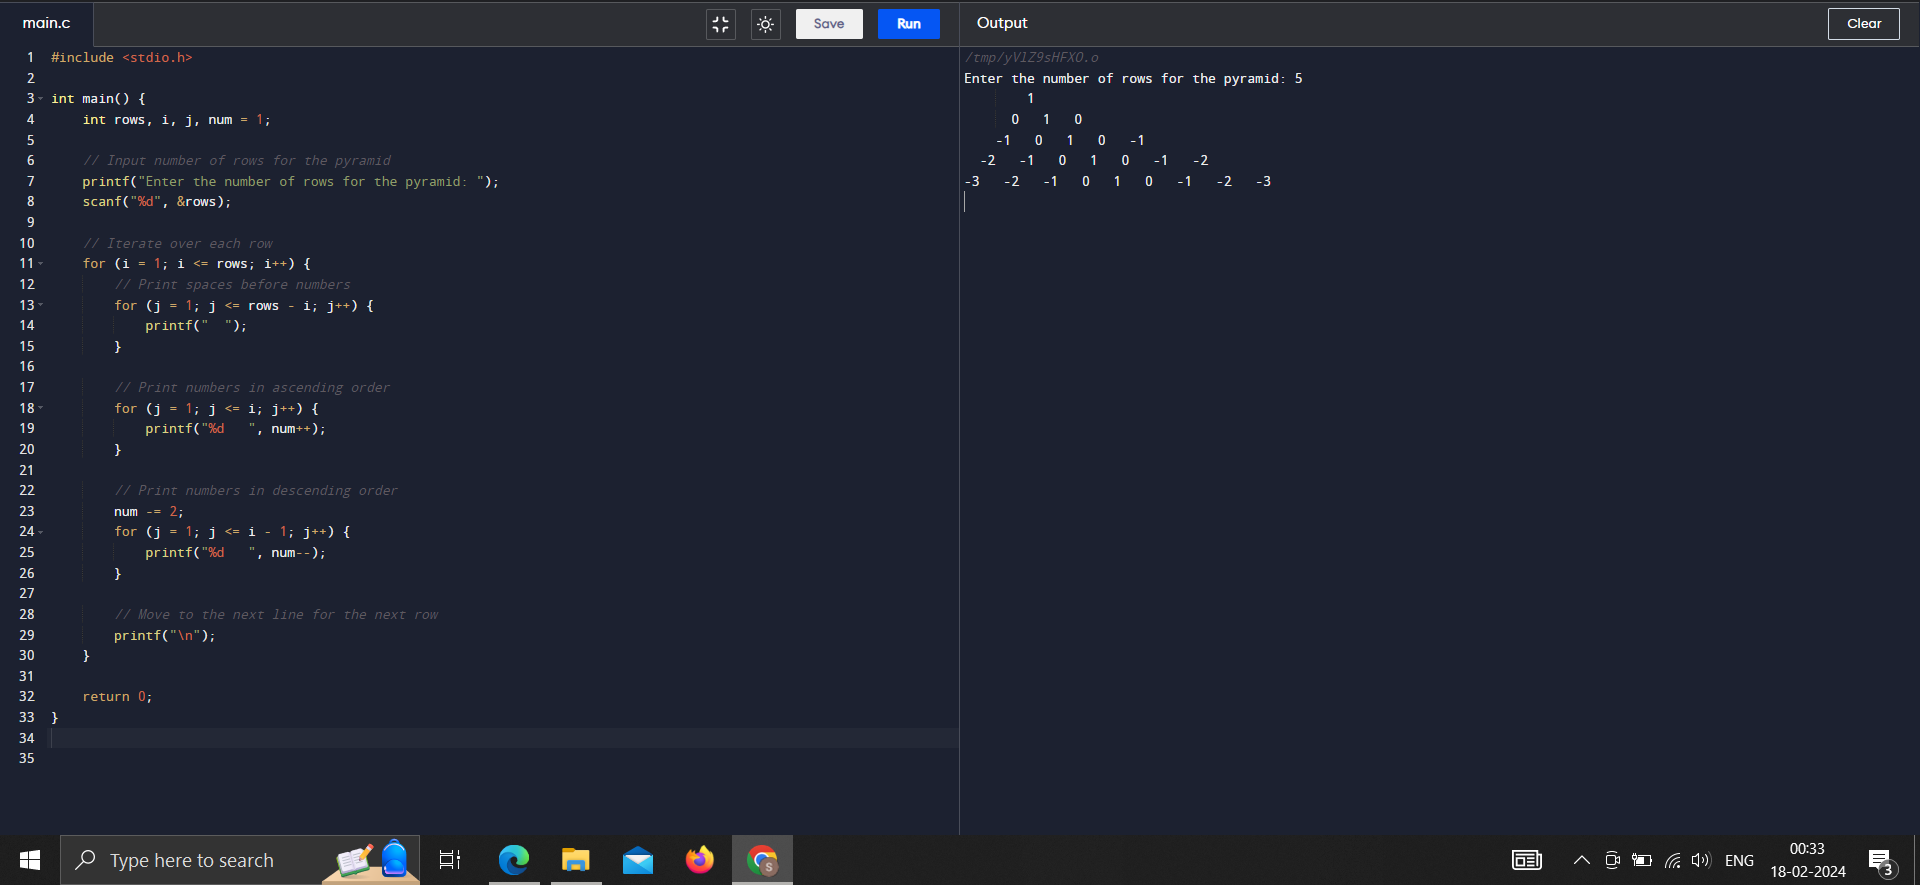 main.c
Save
Run
Output
Clear
1 #include <stdio.h>
2
3 int main() {
4     int rows, i, j, num = 1;
5
6     // Input number of rows for the pyramid
7     printf("Enter the number of rows for the pyramid: ");
8     scanf("%d", &rows);
9
10     // Iterate over each row
11     for (i = 1; i <= rows; i++) {
12         // Print spaces before numbers
13         for (j = 1; j <= rows - i; j++) {
14             printf("  ");
15         }
16
17         // Print numbers in ascending order
18         for (j = 1; j <= i; j++) {
19             printf("%d   ", num++);
20         }
21
22         // Print numbers in descending order
23         num -= 2;
24         for (j = 1; j <= i - 1; j++) {
25             printf("%d   ", num--);
26         }
27
28         // Move to the next line for the next row
29         printf("\n");
30     }
31
32     return 0;
33 }
34
35
/tmp/yVlZ9sHFXO.o
Enter the number of rows for the pyramid: 5
        1
      0   1   0
    -1   0   1   0   -1
  -2   -1   0   1   0   -1   -2
-3   -2   -1   0   1   0   -1   -2   -3
Type here to search
S
ENG
00:33
18-02-2024
3